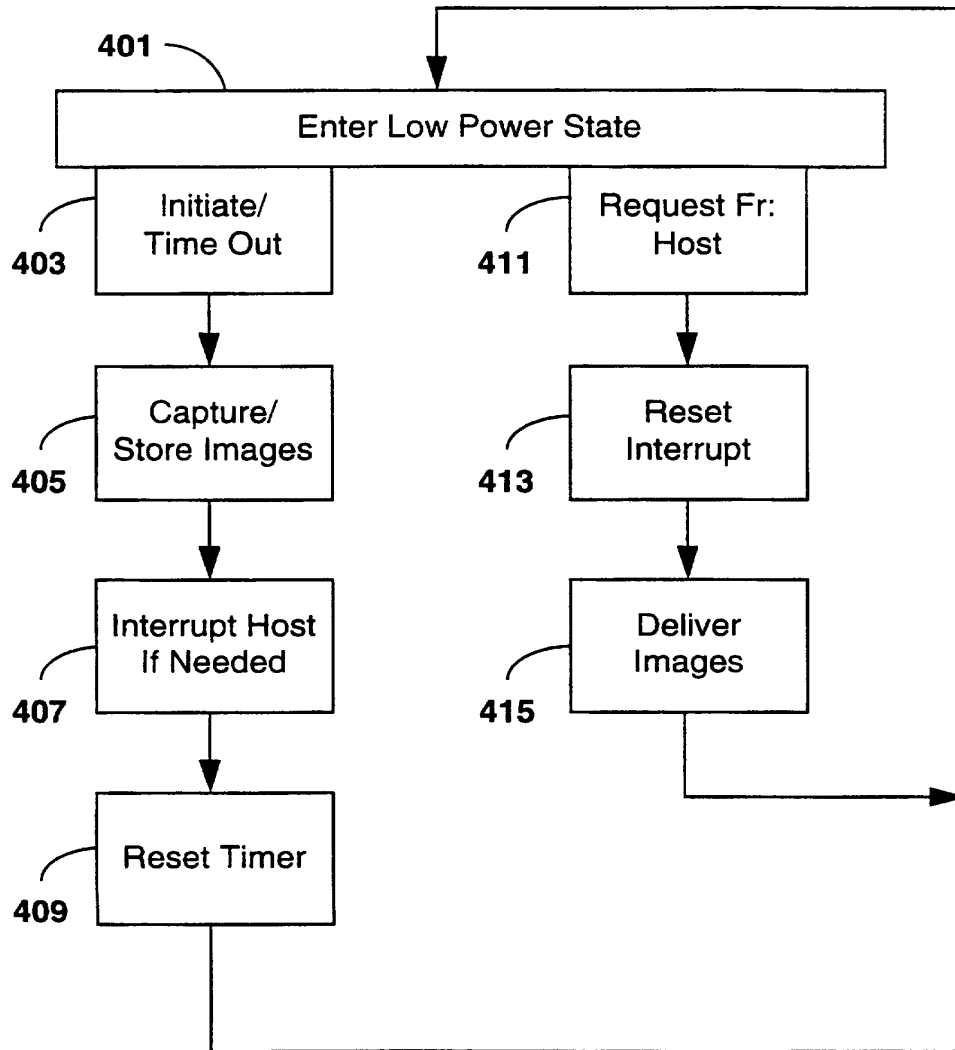 401
Enter Low Power State
Initiate/
Time Out
403
Request Fr:
Host
411
Capture/
Store Images
405
Reset
Interrupt
413
Interrupt Host
If Needed
407
Deliver
Images
415
Reset Timer
409